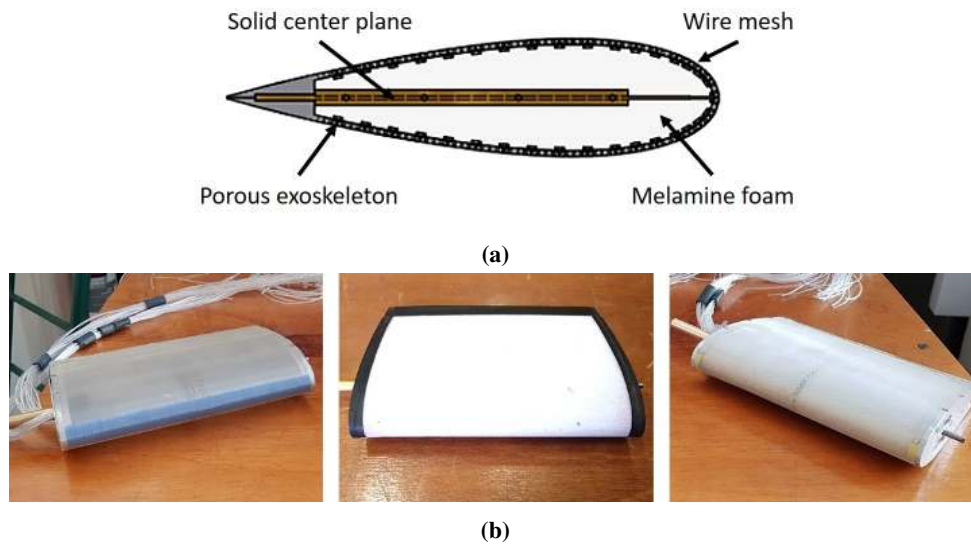 Solid center plane
Wire mesh
Porous exoskeleton
Melamine foam
(a)
(b)